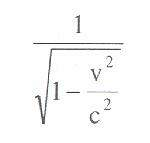 1
√1 − v²
c²